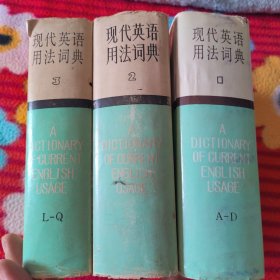 现代英语
用法词典
3
A
DICTIONARY
OF CURRENT
ENGLISH
USAGE
L-Q
现代英语
用法词典
2
A
DICTIONARY
OF CURRENT
ENGLISH
USAGE
现代英语
用法词典
A
DICTIONARY
OF CURRENT
ENGLISH
USAGE
A-D